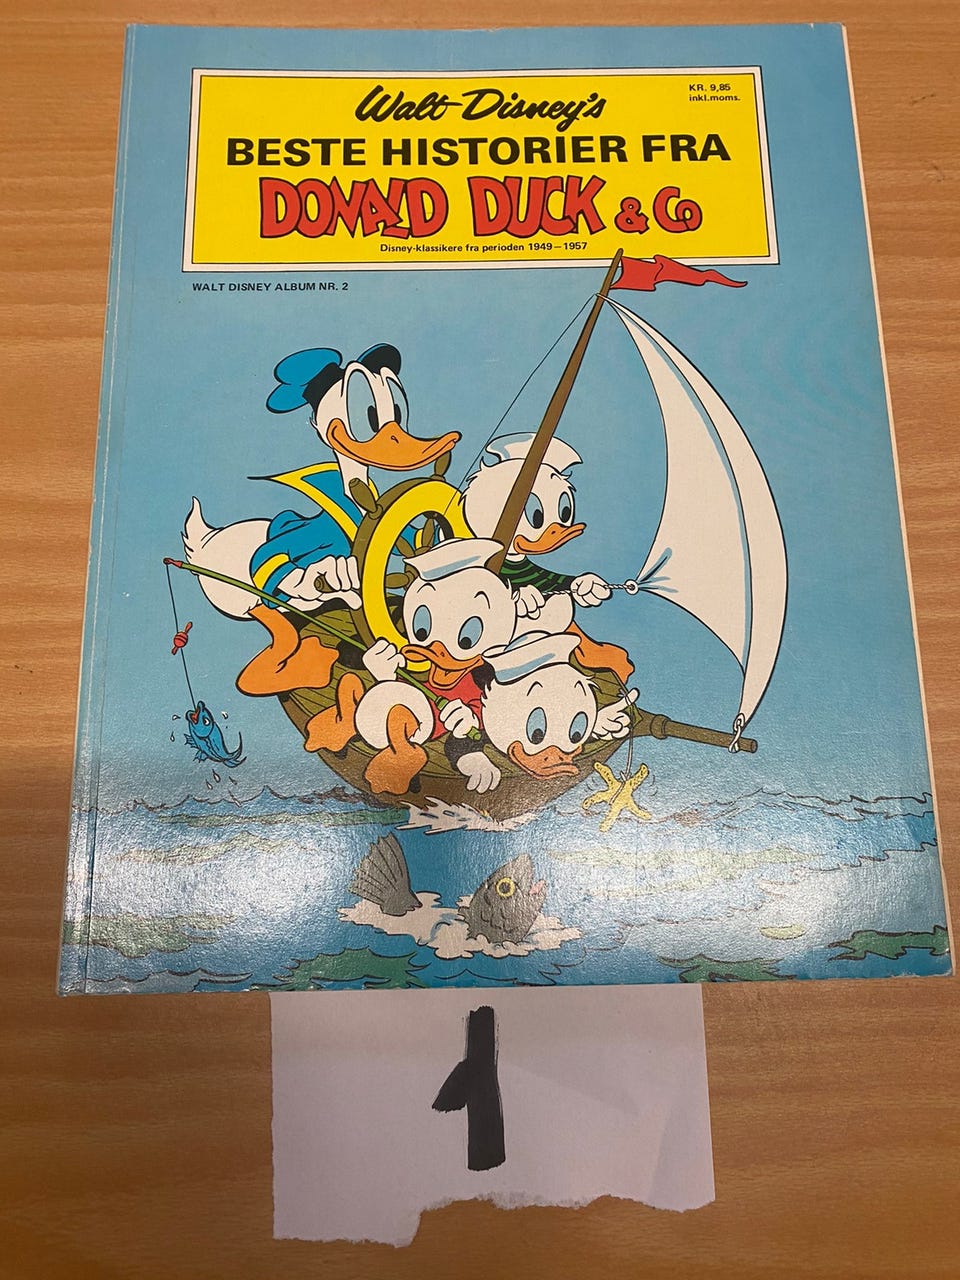 Walt Disney's
KR. 9,85
inkl.moms.
BESTE HISTORIER FRA
DONALD DUCK & Co
Disney-klassikere fra perioden 1949–1957
WALT DISNEY ALBUM NR. 2
1